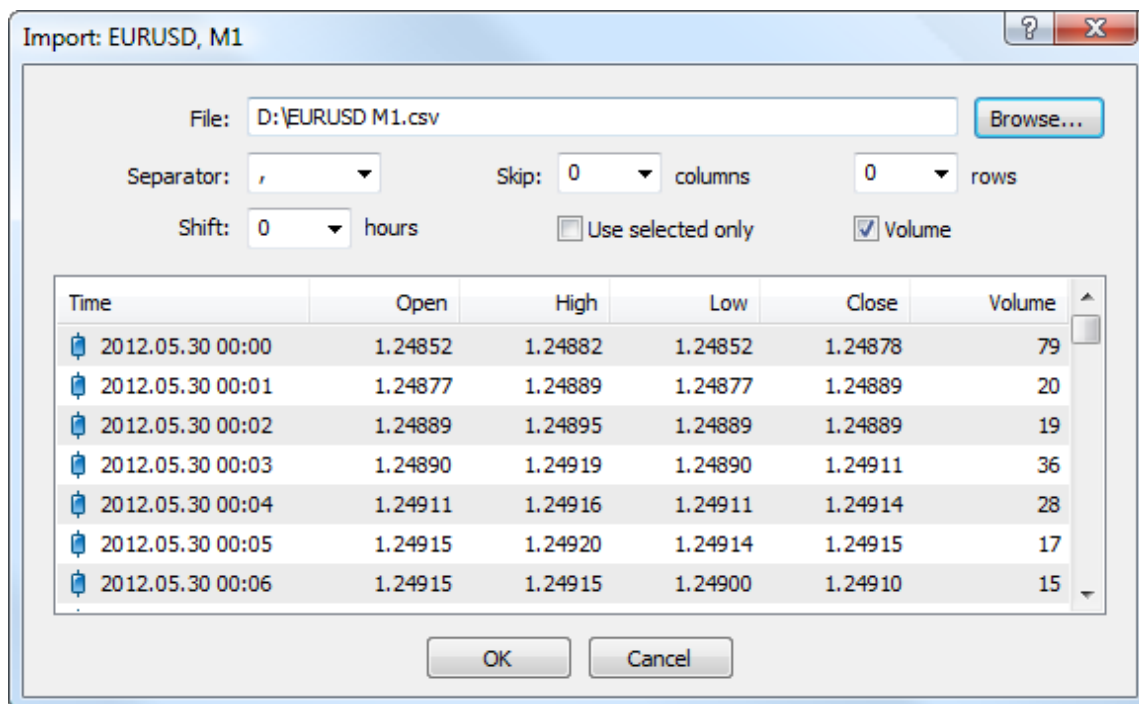 Import: EURUSD, M1
File: D:\EURUSD M1.csv Browse...
Separator: , Skip: 0 columns 0 rows
Shift: 0 hours Use selected only Volume
Time Open High Low Close Volume
2012.05.30 00:00 1.24852 1.24882 1.24852 1.24878 79
2012.05.30 00:01 1.24877 1.24889 1.24877 1.24889 20
2012.05.30 00:02 1.24889 1.24895 1.24889 1.24889 19
2012.05.30 00:03 1.24890 1.24919 1.24890 1.24911 36
2012.05.30 00:04 1.24911 1.24916 1.24911 1.24914 28
2012.05.30 00:05 1.24915 1.24920 1.24914 1.24915 17
2012.05.30 00:06 1.24915 1.24915 1.24900 1.24910 15
OK Cancel